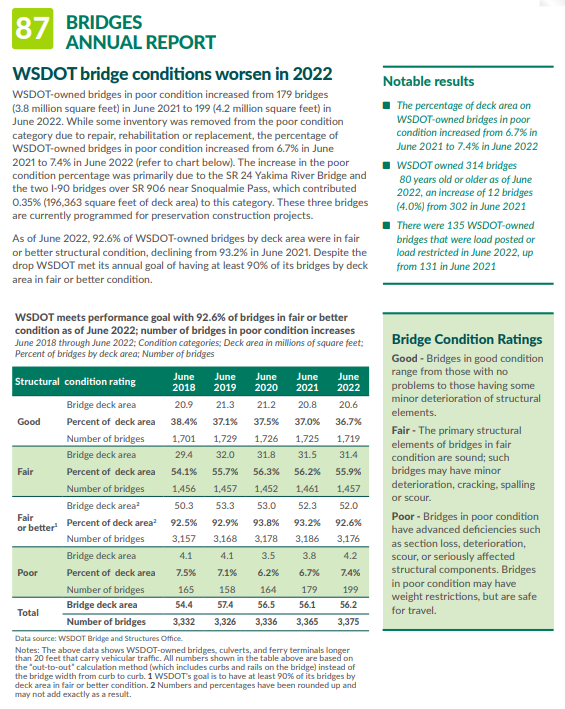 87 BRIDGES
ANNUAL REPORT
WSDOT bridge conditions worsen in 2022
WSDOT-owned bridges in poor condition increased from 179 bridges
(3.8 million square feet) in June 2021 to 199 (4.2 million square feet) in
June 2022. While some inventory was removed from the poor condition
category due to repair, rehabilitation or replacement, the percentage of
WSDOT-owned bridges in poor condition increased from 6.7% in June
2021 to 7.4% in June 2022 (refer to chart below). The increase in the poor
condition percentage was primarily due to the SR 24 Yakima River Bridge and
the two I-90 bridges over SR 906 near Snoqualmie Pass, which contributed
0.35% (196,363 square feet of deck area) to this category. These three bridges
are currently programmed for preservation construction projects.
As of June 2022, 92.6% of WSDOT-owned bridges by deck area were in fair
or better structural condition, declining from 93.2% in June 2021. Despite the
drop WSDOT met its annual goal of having at least 90% of its bridges by deck
area in fair or better condition.
Notable results
The percentage of deck area on
WSDOT-owned bridges in poor
condition increased from 6.7% in
June 2021 to 7.4% in June 2022
WSDOT owned 314 bridges
80 years old or older as of June
2022, an increase of 12 bridges
(4.0%) from 302 in June 2021
There were 135 WSDOT-owned
bridges that were load posted or
load restricted in June 2022, up
from 131 in June 2021
WSDOT meets performance goal with 92.6% of bridges in fair or better
condition as of June 2022; number of bridges in poor condition increases
June 2018 through June 2022; Condition categories; Deck area in millions of square feet;
Percent of bridges by deck area; Number of bridges
Structural condition rating June 2018 June 2019 June 2020 June 2021 June 2022
Good
Bridge deck area 20.9 21.3 21.2 20.8 20.6
Percent of deck area 38.4% 37.1% 37.5% 37.0% 36.7%
Number of bridges 1,701 1,729 1,726 1,725 1,719
Fair
Bridge deck area 29.4 32.0 31.8 31.5 31.4
Percent of deck area 54.1% 55.7% 56.3% 56.2% 55.9%
Number of bridges 1,456 1,457 1,452 1,461 1,457
Fair
or better¹
Bridge deck area² 50.3 53.3 53.0 52.3 52.0
Percent of deck area² 92.5% 92.9% 93.8% 93.2% 92.6%
Number of bridges 3,157 3,168 3,178 3,186 3,176
Poor
Bridge deck area 4.1 4.1 3.5 3.8 4.2
Percent of deck area 7.5% 7.1% 6.2% 6.7% 7.4%
Number of bridges 165 158 164 179 199
Total
Bridge deck area 54.4 57.4 56.5 56.1 56.2
Number of bridges 3,332 3,326 3,336 3,365 3,375
Data source: WSDOT Bridge and Structures Office.
Notes: The above data shows WSDOT-owned bridges, culverts, and ferry terminals longer
than 20 feet that carry vehicular traffic. All numbers shown in the table above are based on
the "out-to-out" calculation method (which includes curbs and rails on the bridge) instead of
the bridge width from curb to curb. 1 WSDOT's goal is to have at least 90% of its bridges by
deck area in fair or better condition. 2 Numbers and percentages have been rounded up and
may not add exactly as a result.
Bridge Condition Ratings
Good - Bridges in good condition
range from those with no
problems to those having some
minor deterioration of structural
elements.
Fair - The primary structural
elements of bridges in fair
condition are sound; such
bridges may have minor
deterioration, cracking, spalling
or scour.
Poor - Bridges in poor condition
have advanced deficiencies such
as section loss, deterioration,
scour, or seriously affected
structural components. Bridges
in poor condition may have
weight restrictions, but are safe
for travel.